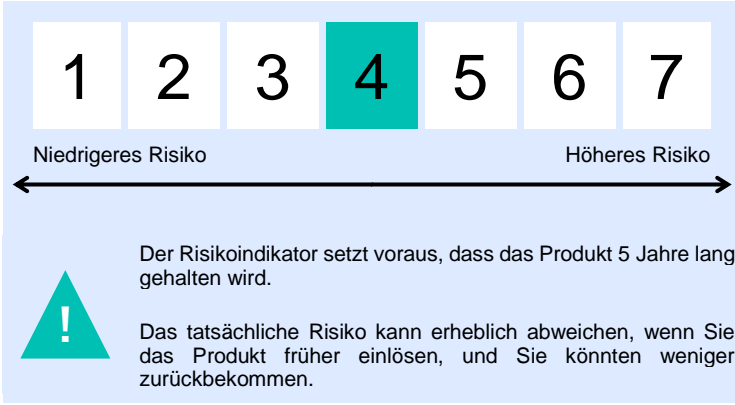 1 2 3 4 5 6 7
Niedrigeres Risiko Höheres Risiko
Der Risikoindikator setzt voraus, dass das Produkt 5 Jahre lang
gehalten wird.
!
Das tatsächliche Risiko kann erheblich abweichen, wenn Sie
das Produkt früher einlösen, und Sie könnten weniger
zurückbekommen.